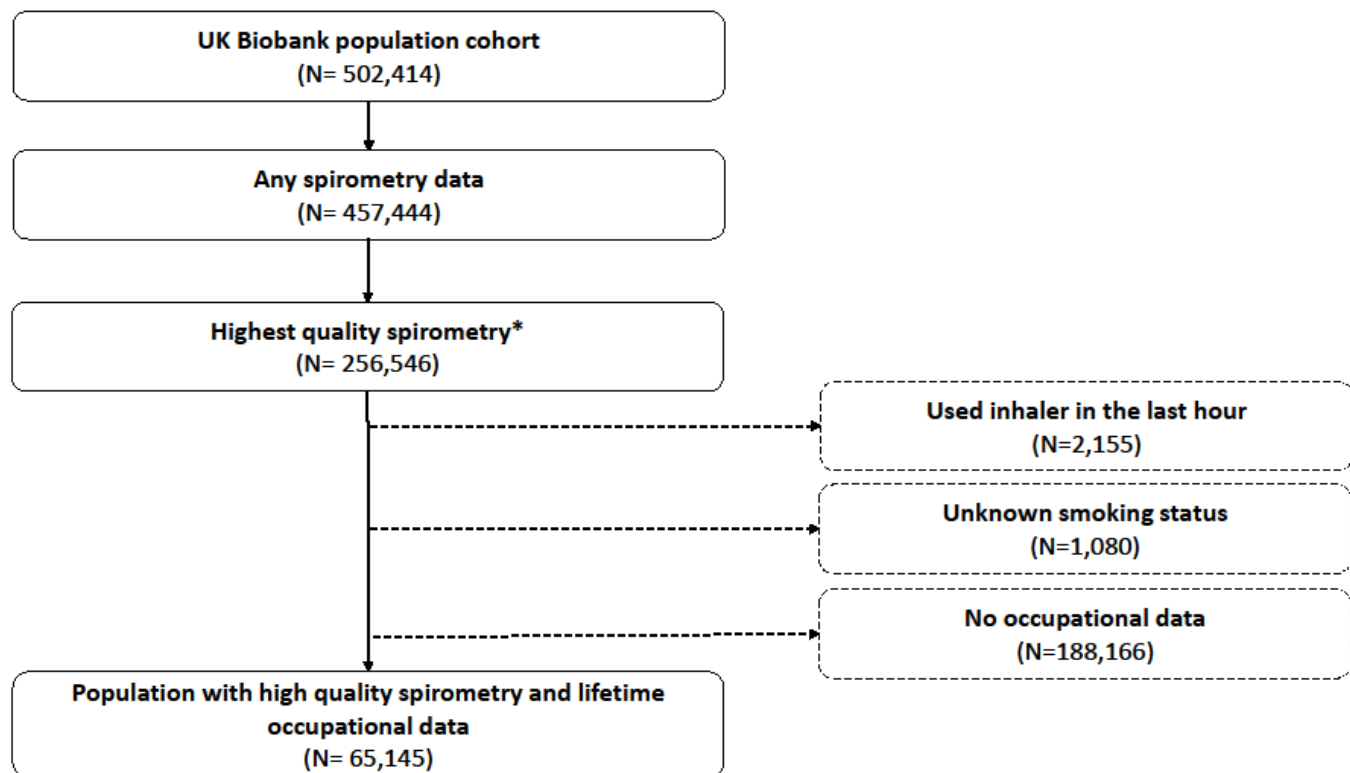 UK Biobank population cohort
(N= 502,414)
Any spirometry data
(N= 457,444)
Highest quality spirometry*
(N= 256,546)
Used inhaler in the last hour
(N=2,155)
Unknown smoking status
(N=1,080)
No occupational data
(N=188,166)
Population with high quality spirometry and lifetime
occupational data
(N= 65,145)